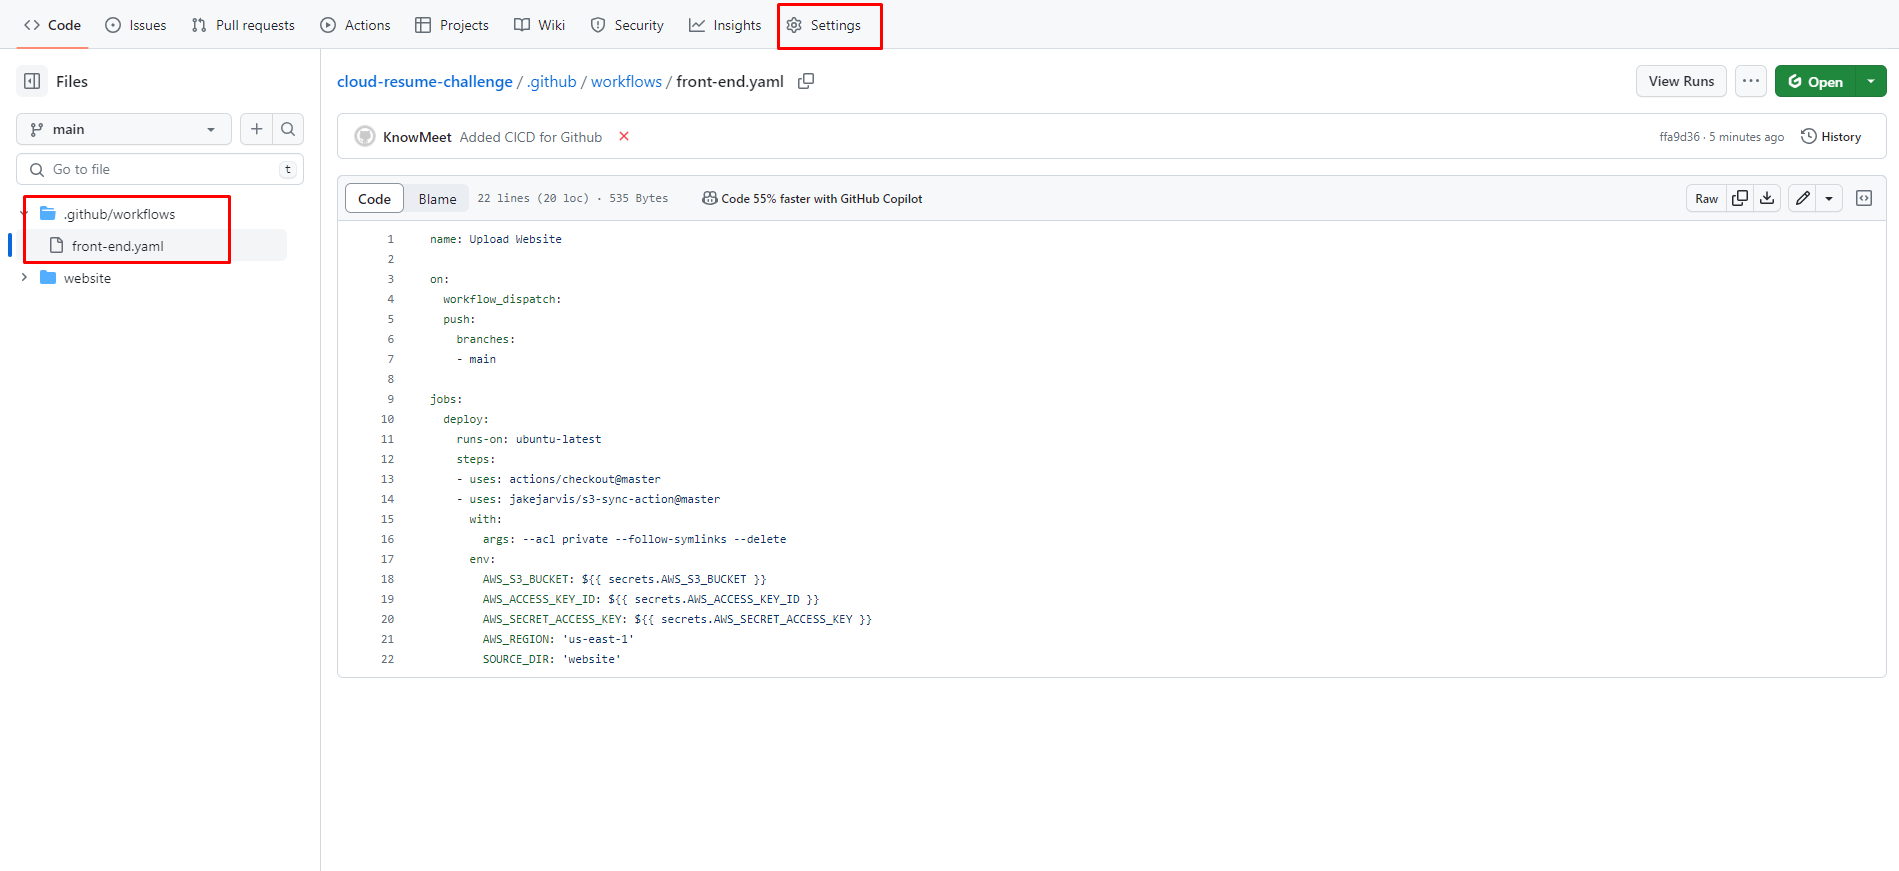 Code Issues Pull requests Actions Projects Wiki Security Insights Settings
Files
main
Go to file t
.github/workflows
front-end.yaml
website
cloud-resume-challenge / .github / workflows / front-end.yaml
View Runs ... Open
KnowMeet Added CICD for Github
ffa9d36 · 5 minutes ago History
Code Blame 22 lines (20 loc) · 535 Bytes Code 55% faster with GitHub Copilot Raw
1 name: Upload Website
2
3 on:
4 workflow_dispatch:
5 push:
6 branches:
7 - main
8
9 jobs:
10 deploy:
11 runs-on: ubuntu-latest
12 steps:
13 - uses: actions/checkout@master
14 - uses: jakejarvis/s3-sync-action@master
15 with:
16 args: --acl private --follow-symlinks --delete
17 env:
18 AWS_S3_BUCKET: ${{ secrets.AWS_S3_BUCKET }}
19 AWS_ACCESS_KEY_ID: ${{ secrets.AWS_ACCESS_KEY_ID }}
20 AWS_SECRET_ACCESS_KEY: ${{ secrets.AWS_SECRET_ACCESS_KEY }}
21 AWS_REGION: 'us-east-1'
22 SOURCE_DIR: 'website'